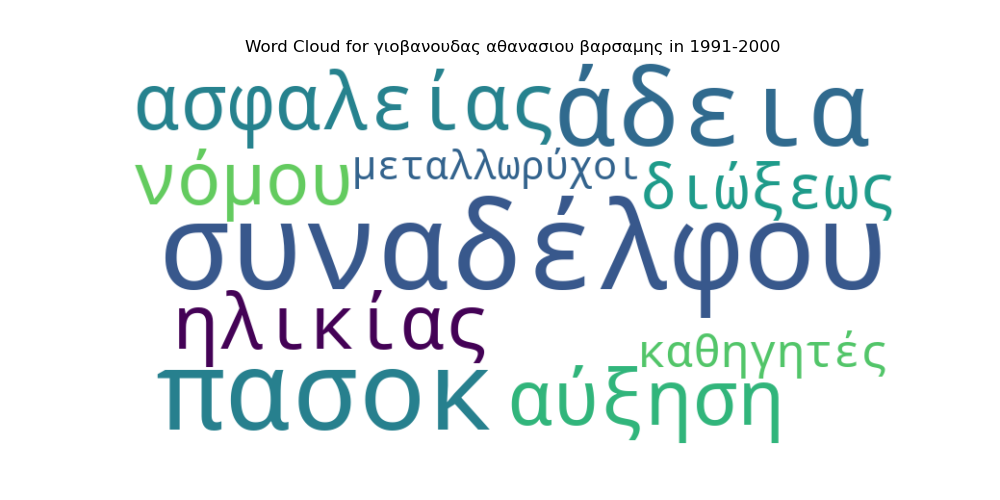 Word Cloud for γιοβανουδας αθανασιου βαρσαμης in 1991-2000
ασφαλείας άδεια
νόμου μεταλλωρύχοι διώξεως
συναδέλφου
ηλικίας
καθηγητές
πασοκ αύξηση